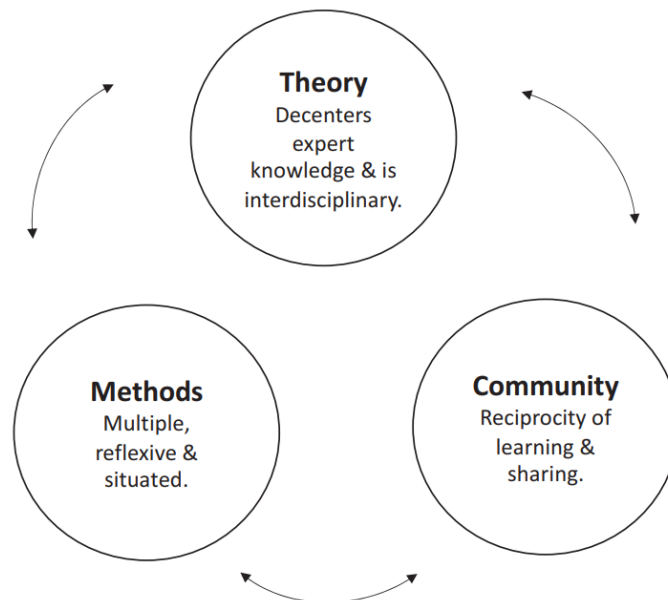 Theory
Decenters
expert
knowledge & is
interdisciplinary.
Methods
Multiple,
reflexive &
situated.
Community
Reciprocity of
learning &
sharing.